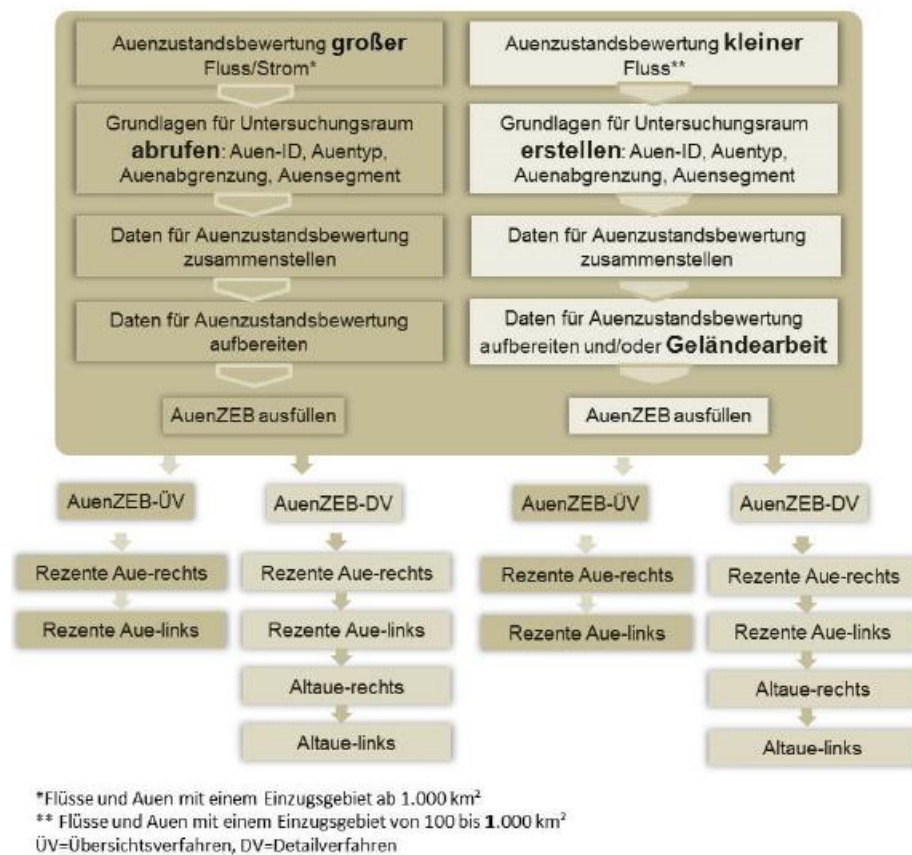 Auenzustandsbewertung großer
Fluss/Strom*
Grundlagen für Untersuchungsraum
abrufen: Auen-ID, Auentyp,
Auenabgrenzung, Auensegment
Daten für Auenzustandsbewertung
zusammenstellen
Daten für Auenzustandsbewertung
aufbereiten
AuenZEB ausfüllen
Auenzustandsbewertung kleiner
Fluss**
Grundlagen für Untersuchungsraum
erstellen: Auen-ID, Auentyp,
Auenabgrenzung, Auensegment
Daten für Auenzustandsbewertung
zusammenstellen
Daten für Auenzustandsbewertung
aufbereiten und/oder Geländearbeit
AuenZEB ausfüllen
AuenZEB-ÜV
Rezente Aue-rechts
Rezente Aue-links
AuenZEB-DV
Rezente Aue-rechts
Rezente Aue-links
Altaue-rechts
Altaue-links
AuenZEB-ÜV
Rezente Aue-rechts
Rezente Aue-links
AuenZEB-DV
Rezente Aue-rechts
Rezente Aue-links
Altaue-rechts
Altaue-links
*Flüsse und Auen mit einem Einzugsgebiet ab 1.000 km²
** Flüsse und Auen mit einem Einzugsgebiet von 100 bis 1.000 km²
ÜV=Übersichtsverfahren, DV=Detailverfahren